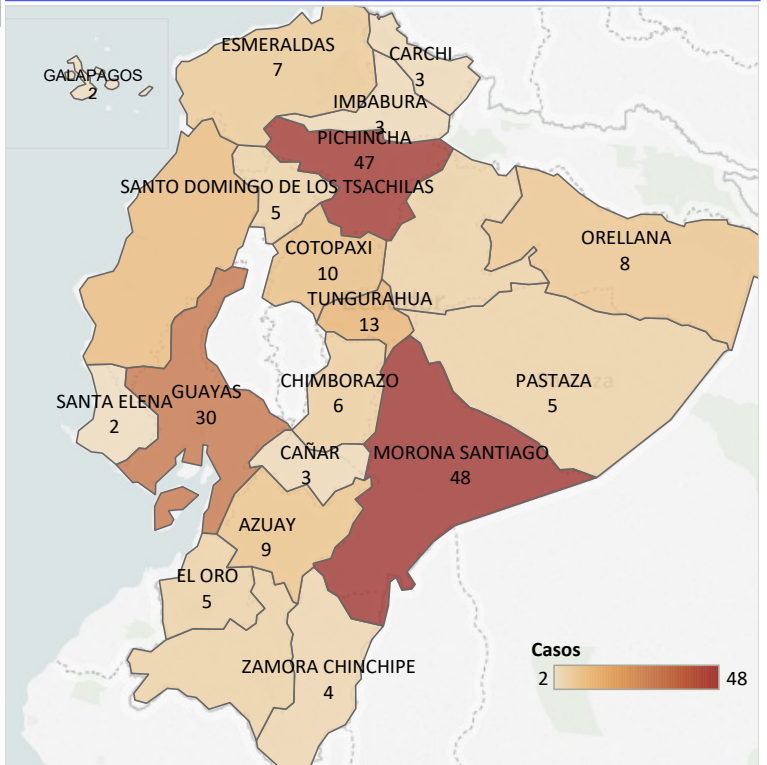 ESMERALDAS
7
CARCHI
3
GALAPAGOS
2
IMBABURA
3
PICHINCHA
47
SANTO DOMINGO DE LOS TSACHILAS
5
ORELLANA
8
COTOPAXI
10
TUNGURAHUA
13
CHIMBORAZO
6
PASTAZA
5
SANTA ELENA
2
GUAYAS
30
CAÑAR
3
MORONA SANTIAGO
48
AZUAY
9
EL ORO
5
ZAMORA CHINCHIPE
4
Casos
2 48